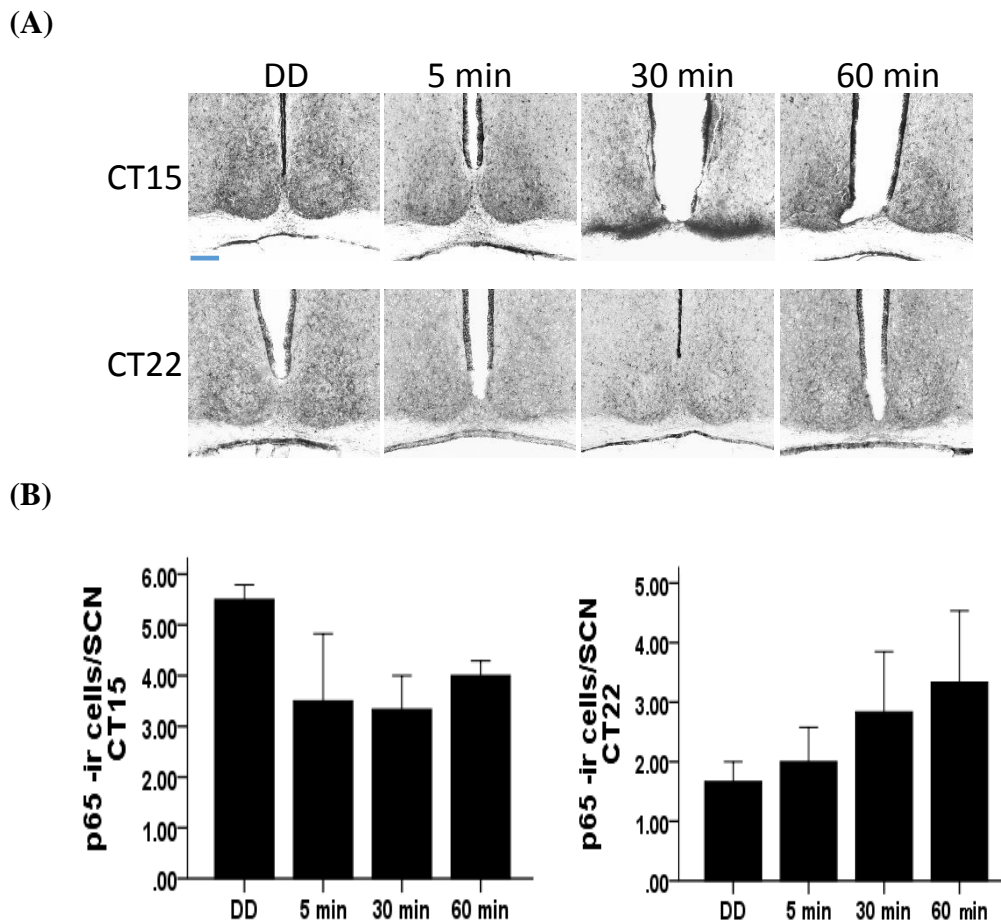 (A)
DD 5 min 30 min 60 min
CT15
CT22
(B)
p65 -ir cells/SCN
CT15
6.00
5.00
4.00
3.00
2.00
1.00
.00
DD 5 min 30 min 60 min
p65 -ir cells/SCN
CT22
5.00
4.00
3.00
2.00
1.00
.00
DD 5 min 30 min 60 min